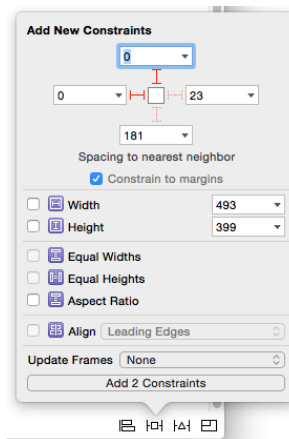 Add New Constraints
0
0 23
181
Spacing to nearest neighbor
Constrain to margins
Width 493
Height 399
Equal Widths
Equal Heights
Aspect Ratio
Align Leading Edges
Update Frames None
Add 2 Constraints